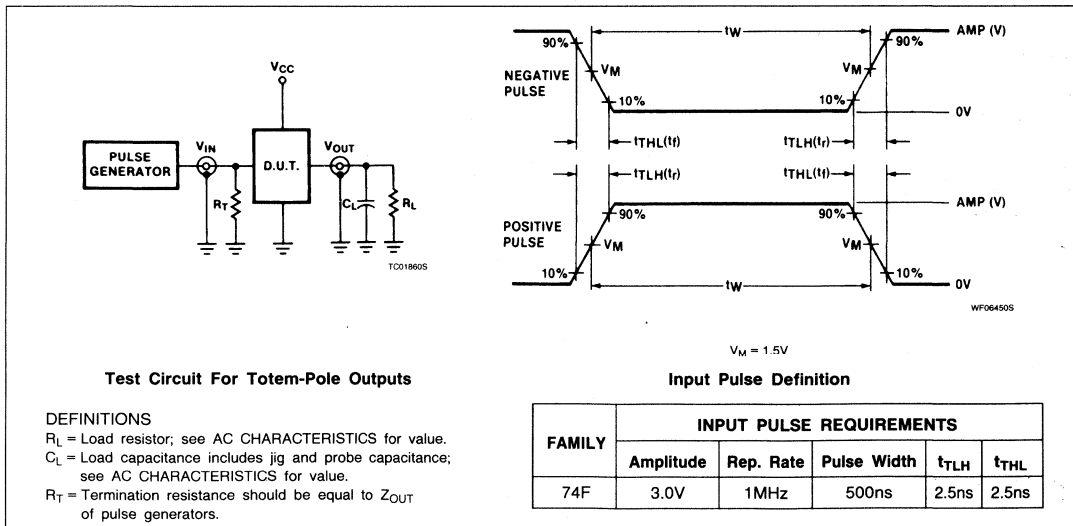 VCC
PULSE
GENERATOR
VIN
RT
D.U.T.
VOUT
CL
RL
TC01860S
Test Circuit For Totem-Pole Outputs
DEFINITIONS
RL = Load resistor; see AC CHARACTERISTICS for value.
CL = Load capacitance includes jig and probe capacitance;
see AC CHARACTERISTICS for value.
RT = Termination resistance should be equal to ZOUT
of pulse generators.
90% tW 90% AMP (V)
NEGATIVE
PULSE
VM VM
10% 10% 0V
tTHL(tf) tTLH(tr)
tTLH(tr) tTHL(tf)
90% 90% AMP (V)
POSITIVE
PULSE
VM VM
10% tW 10% 0V
WF06450S
VM = 1.5V
Input Pulse Definition
FAMILY INPUT PULSE REQUIREMENTS
Amplitude Rep. Rate Pulse Width tTLH tTHL
74F 3.0V 1MHz 500ns 2.5ns 2.5ns